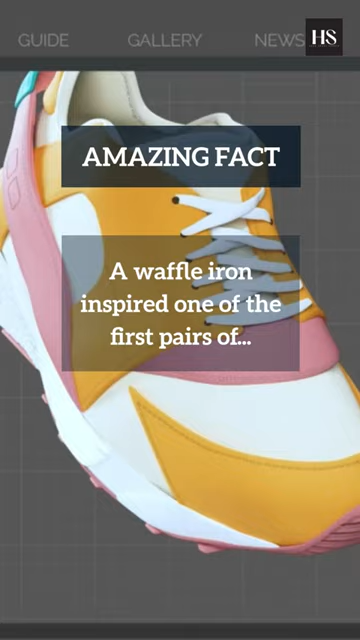 GUIDE GALLERY NEWS HS
AMAZING FACT
A waffle iron
inspired one of the
first pairs of...